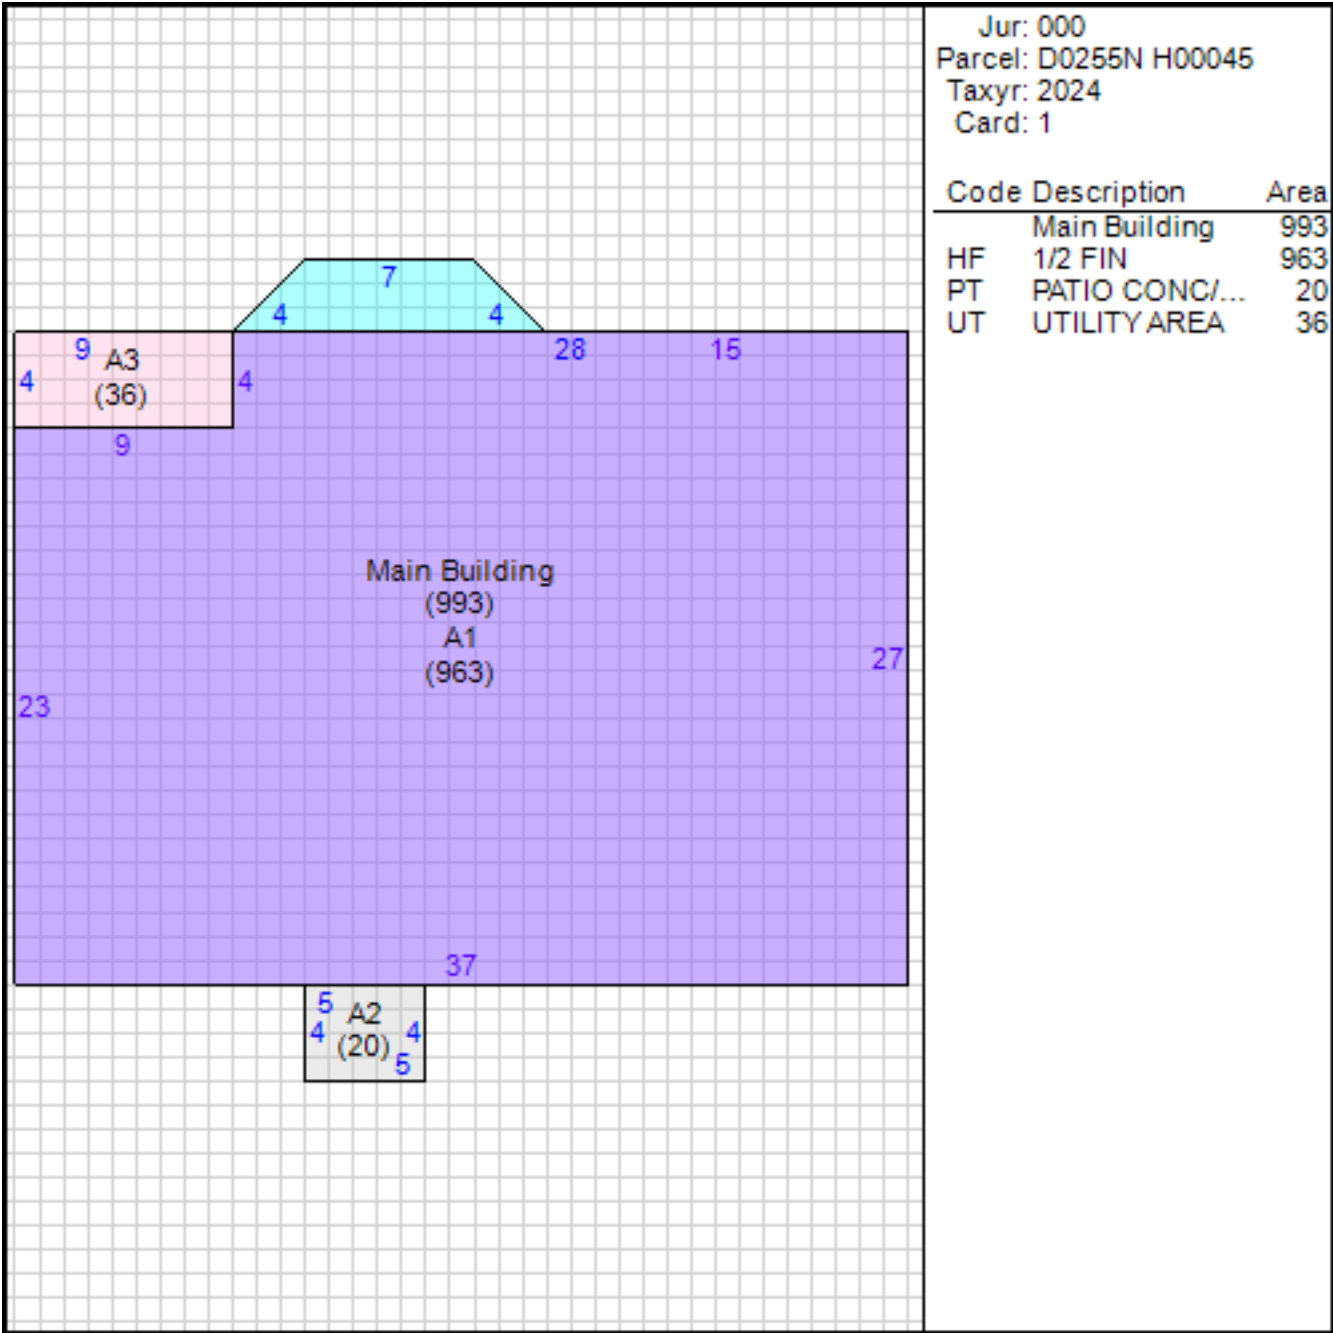 Jur: 000
Parcel: D0255N H00045
Taxyr: 2024
Card: 1
Code Description Area
Main Building 993
HF 1/2 FIN 963
PT PATIO CONC/... 20
UT UTILITY AREA 36
7
4 4
9 A3 28 15
4 (36) 4
9
Main Building
(993)
A1
(963)
27
23
37
5 A2
4 (20) 4
5